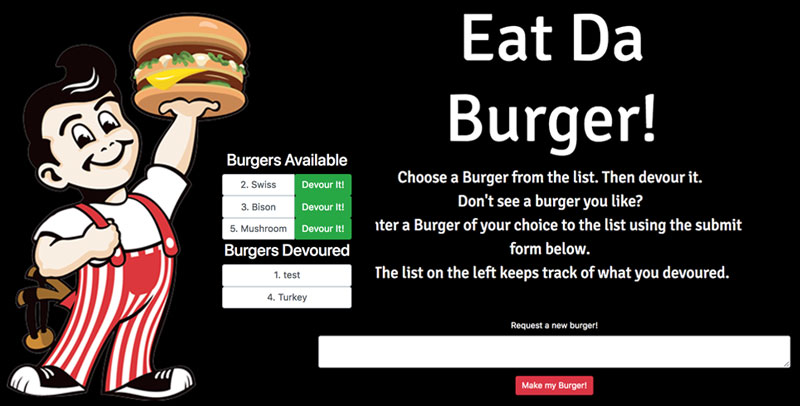 Eat Da
Burger!
Choose a Burger from the list. Then devour it.
Don't see a burger you like?
nter a Burger of your choice to the list using the submit
form below.
The list on the left keeps track of what you devoured.
Burgers Available
2. Swiss Devour It!
3. Bison Devour It!
5. Mushroom Devour It!
Burgers Devoured
1. test
4. Turkey
Request a new burger!
Make my Burger!